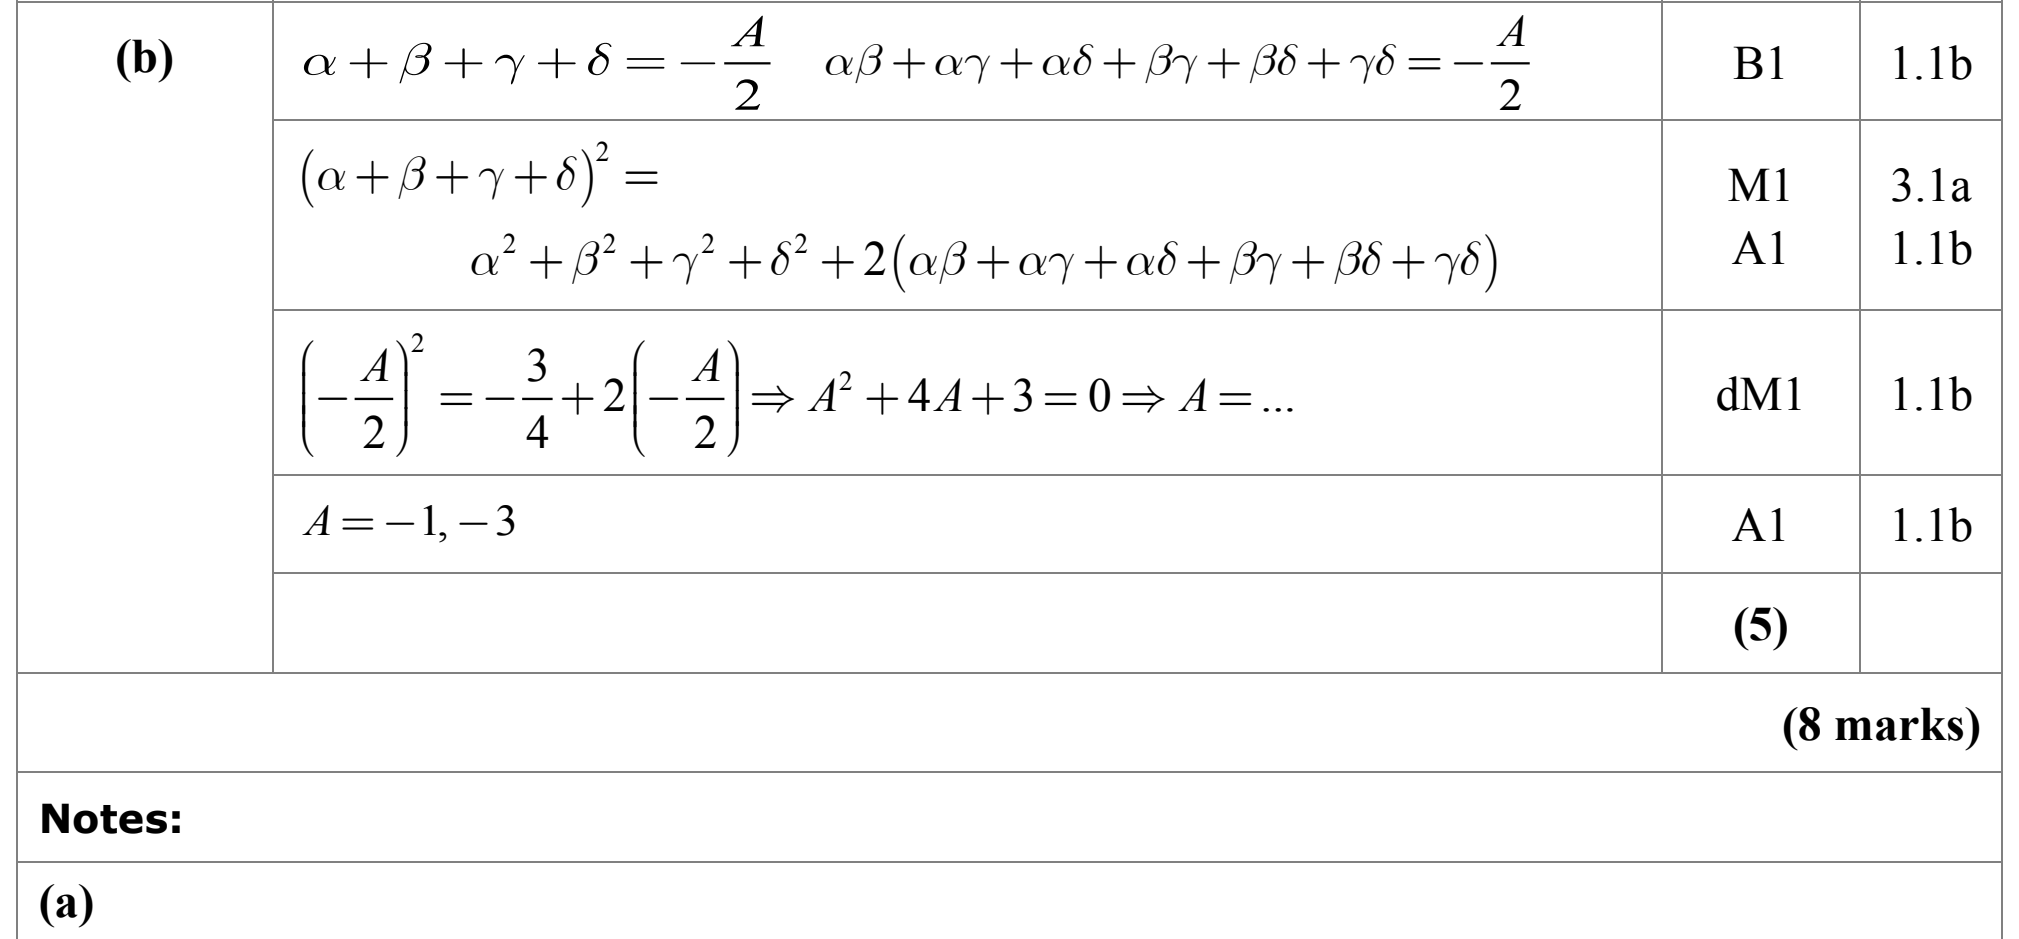 (b) α + β + γ + δ = −A/2 αβ + αγ + αδ + βγ + βδ + γδ = −A/2 B1 1.1b
(α + β + γ + δ)² = M1 3.1a
α² + β² + γ² + δ² + 2(αβ + αγ + αδ + βγ + βδ + γδ) A1 1.1b
(−A/2)² = −3/4 + 2(−A/2) ⇒ A² + 4A + 3 = 0 ⇒ A = ... dM1 1.1b
A = −1, −3 A1 1.1b
(5)
(8 marks)
Notes:
(a)